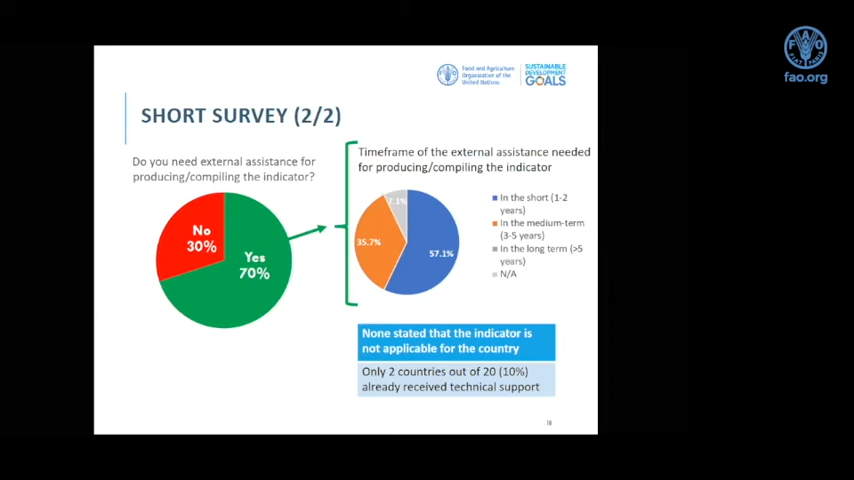 Food and Agriculture
Organization of the
United Nations
SUSTAINABLE
DEVELOPMENT
GOALS
FAO
FIAT PANIS
fao.org
SHORT SURVEY (2/2)
Do you need external assistance for
producing/compiling the indicator?
No
30%
Yes
70%
Timeframe of the external assistance needed
for producing/compiling the indicator
7.1%
35.7%
57.1%
In the short (1-2
years)
In the medium-term
(3-5 years)
In the long term (>5
years)
N/A
None stated that the indicator is
not applicable for the country
Only 2 countries out of 20 (10%)
already received technical support